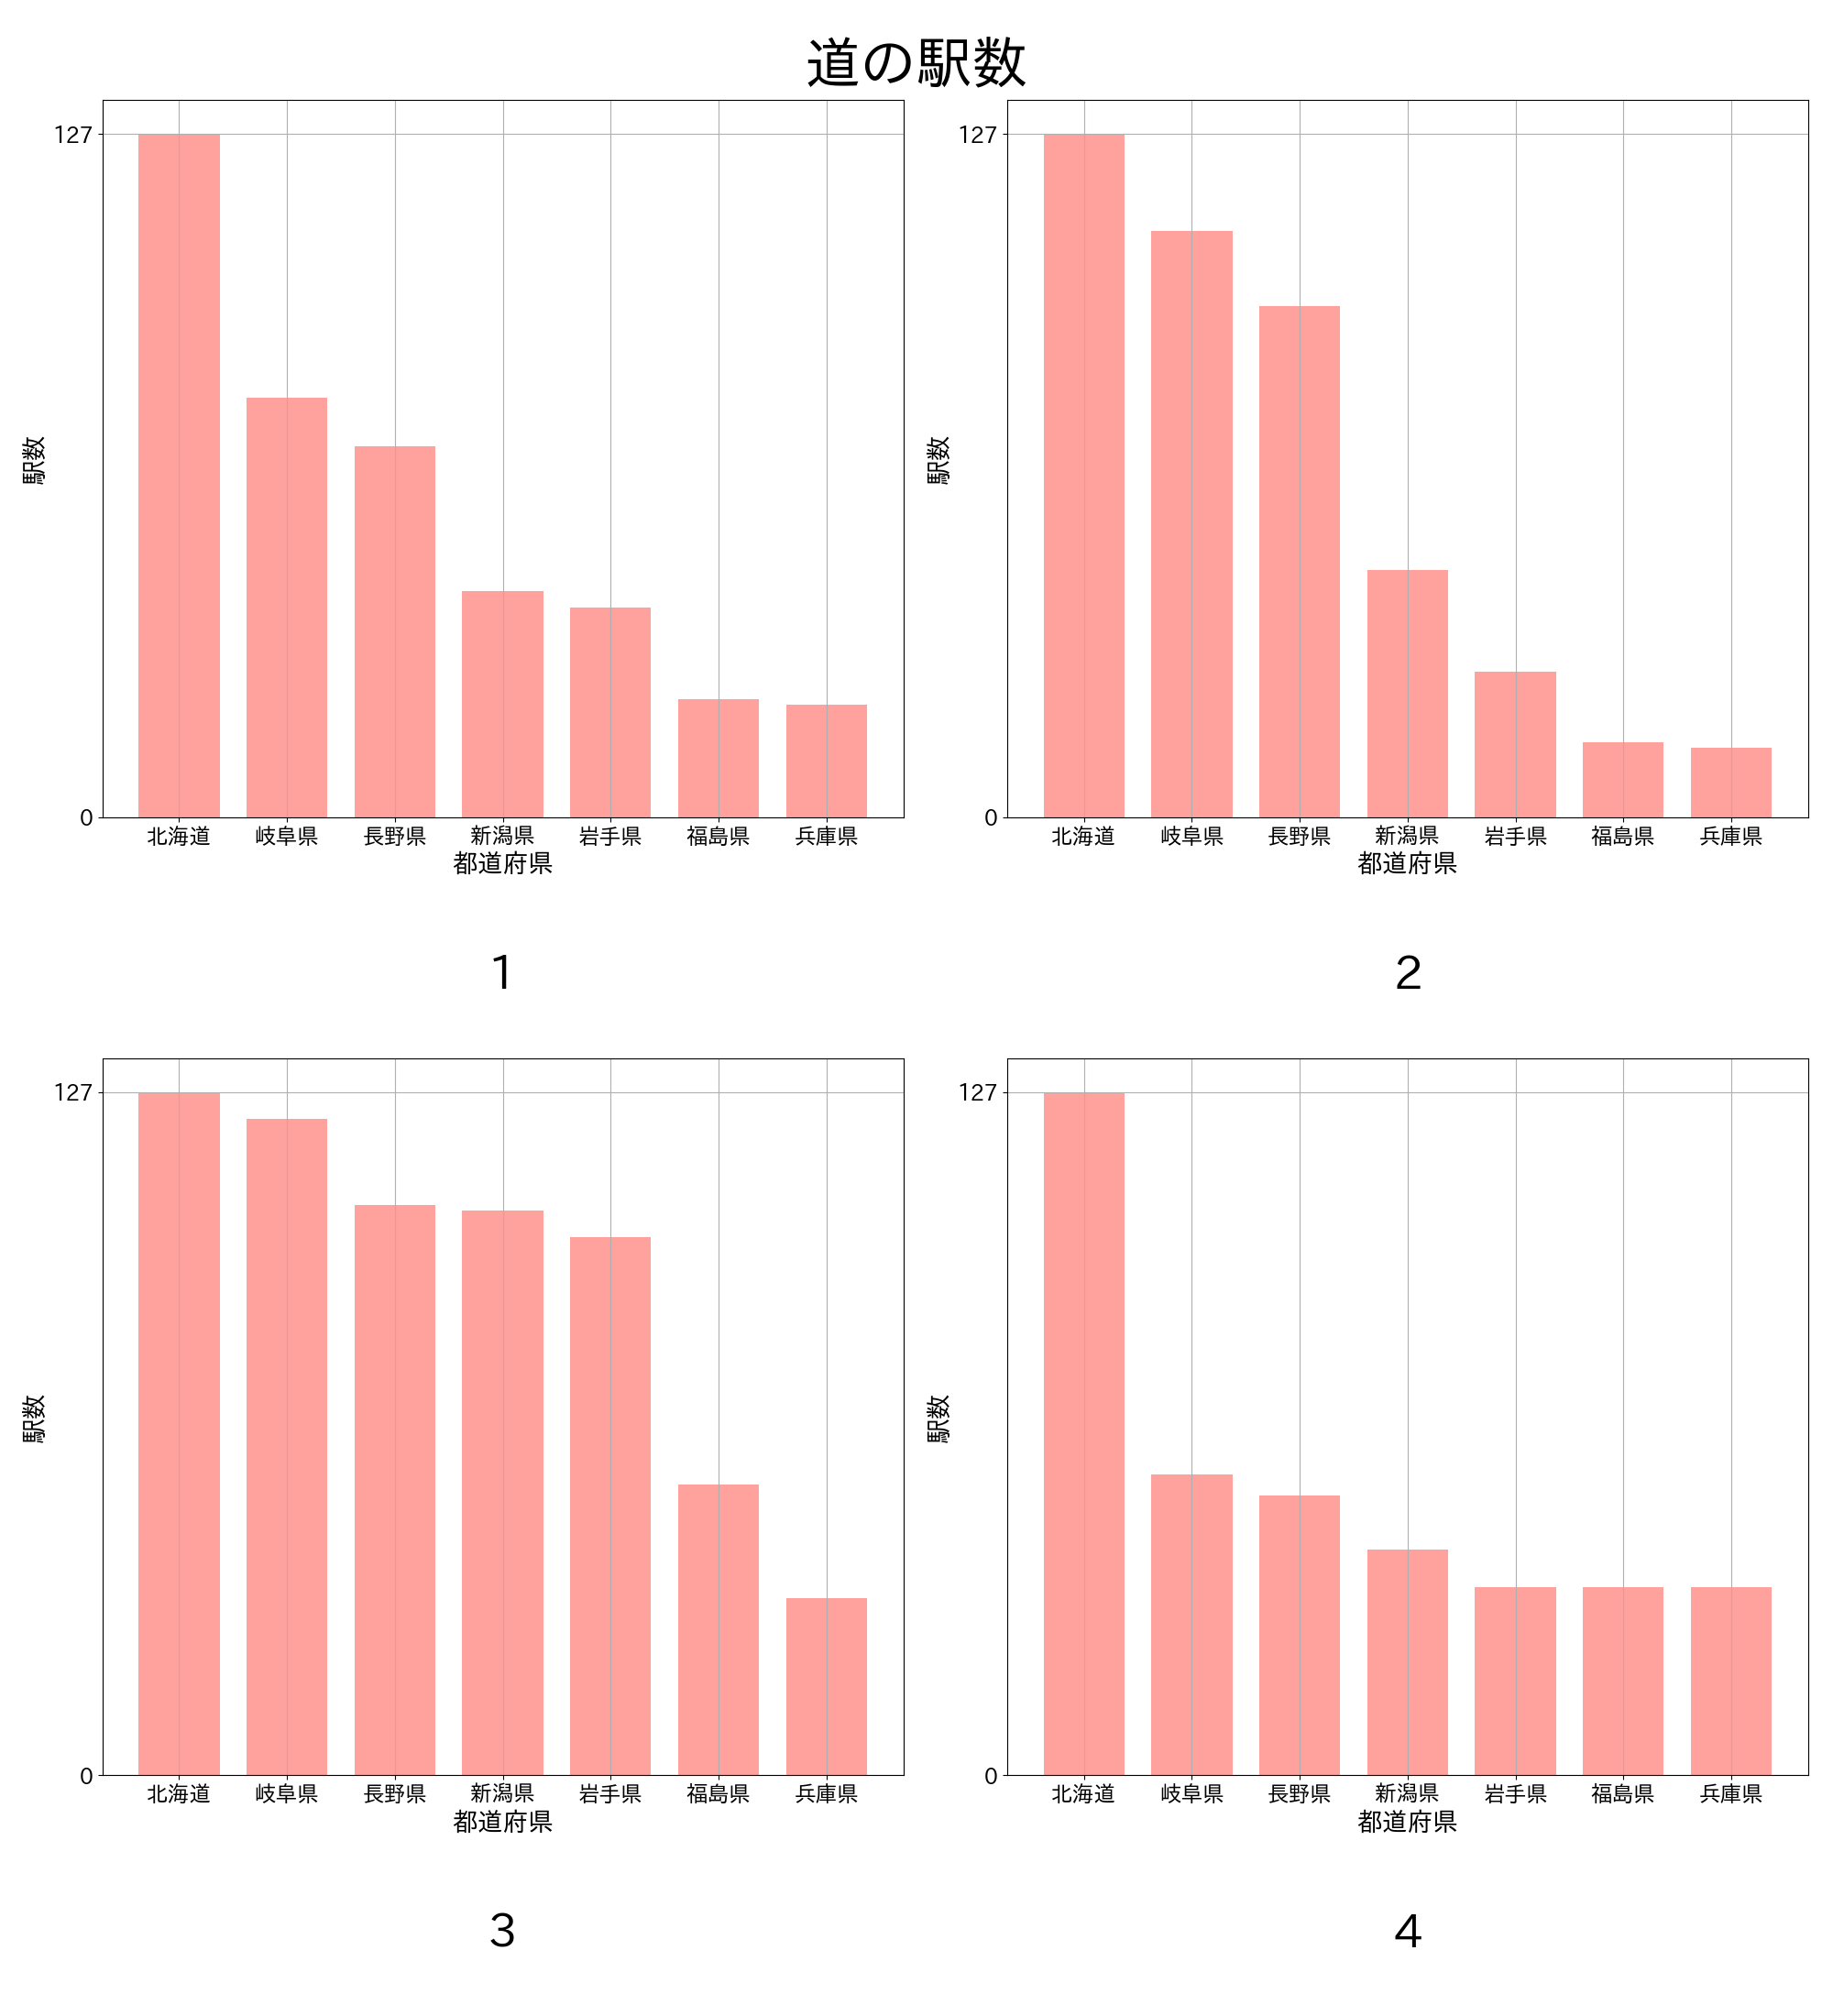 道の駅数
127
駅数
0
北海道 岐阜県 長野県 新潟県 岩手県 福島県 兵庫県
都道府県
1
127
駅数
0
北海道 岐阜県 長野県 新潟県 岩手県 福島県 兵庫県
都道府県
2
127
駅数
0
北海道 岐阜県 長野県 新潟県 岩手県 福島県 兵庫県
都道府県
3
127
駅数
0
北海道 岐阜県 長野県 新潟県 岩手県 福島県 兵庫県
都道府県
4